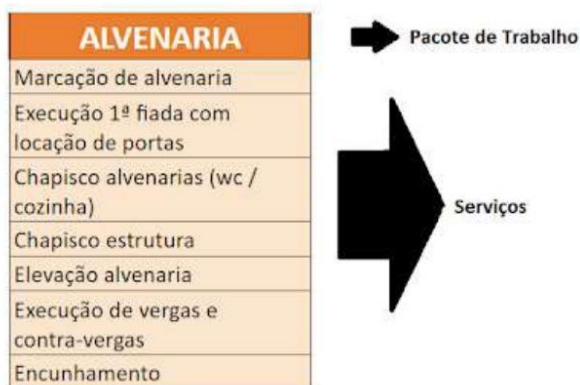 ALVENARIA
Pacote de Trabalho
Marcação de alvenaria
Execução 1ª fiada com
locação de portas
Chapisco alvenarias (wc /
cozinha)
Chapisco estrutura
Elevação alvenaria
Execução de vergas e
contra-vergas
Encunhamento
Serviços